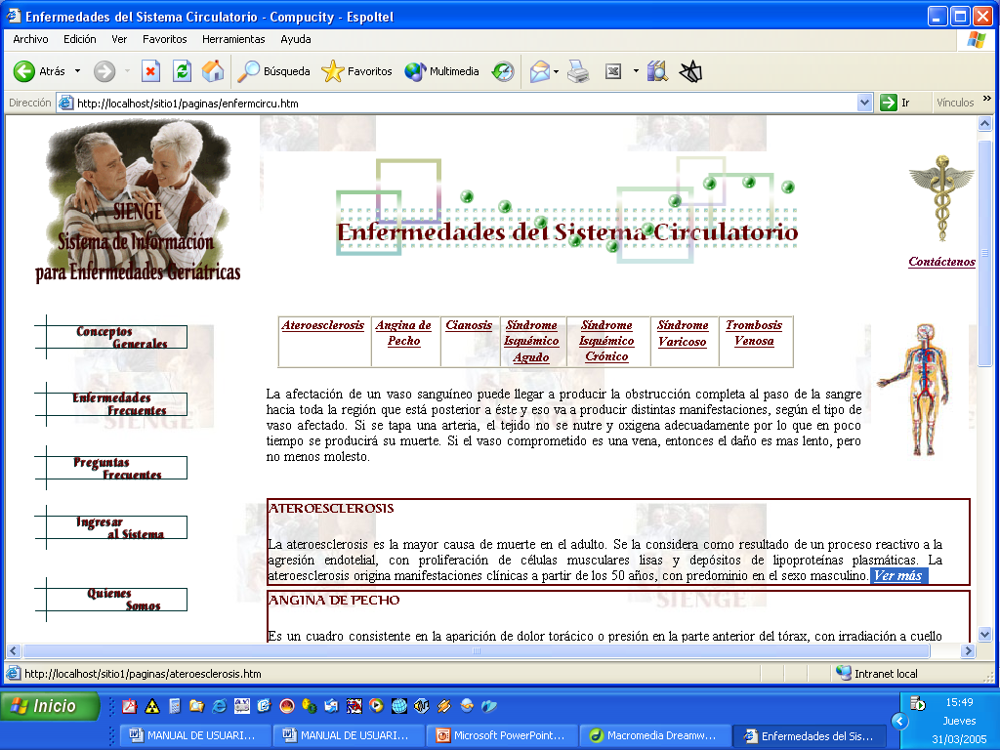 Enfermedades del Sistema Circulatorio - Compucity - Espoltel
Archivo Edición Ver Favoritos Herramientas Ayuda
Atrás Búsqueda Favoritos Multimedia
Dirección http://localhost/sitio1/paginas/enfermcircu.htm Ir Vínculos »
SIENGE
Sistema de Información
para Enfermedades Geriátricas
Enfermedades del Sistema Circulatorio
Contáctenos
Conceptos
Generales
Enfermedades
Frecuentes
Preguntas
Frecuentes
Ingresar
al Sistema
Quienes
Somos
Ateroesclerosis
Angina de
Pecho
Cianosis
Síndrome
Isquémico
Agudo
Síndrome
Isquémico
Crónico
Síndrome
Varicoso
Trombosis
Venosa
La afectación de un vaso sanguíneo puede llegar a producir la obstrucción completa al paso de la sangre
hacia toda la región que está posterior a éste y eso va a producir distintas manifestaciones, según el tipo de
vaso afectado. Si se tapa una arteria, el tejido no se nutre y oxigena adecuadamente por lo que en poco
tiempo se producirá su muerte. Si el vaso comprometido es una vena, entonces el daño es mas lento, pero
no menos molesto.
ATEROESCLEROSIS
La ateroesclerosis es la mayor causa de muerte en el adulto. Se la considera como resultado de un proceso reactivo a la
agresión endotelial, con proliferación de células musculares lisas y depósitos de lipoproteínas plasmáticas. La
ateroesclerosis origina manifestaciones clínicas a partir de los 50 años, con predominio en el sexo masculino. Ver más
ANGINA DE PECHO
Es un cuadro consistente en la aparición de dolor torácico o presión en la parte anterior del tórax, con irradiación a cuello
SIENGE
SIENGE
http://localhost/sitio1/paginas/ateroesclerosis.htm Intranet local
Inicio
MANUAL DE USUARI... MANUAL DE USUARI... Microsoft PowerPoint... Macromedia Dreamw... Enfermedades del Sis...
15:49
Jueves
31/03/2005